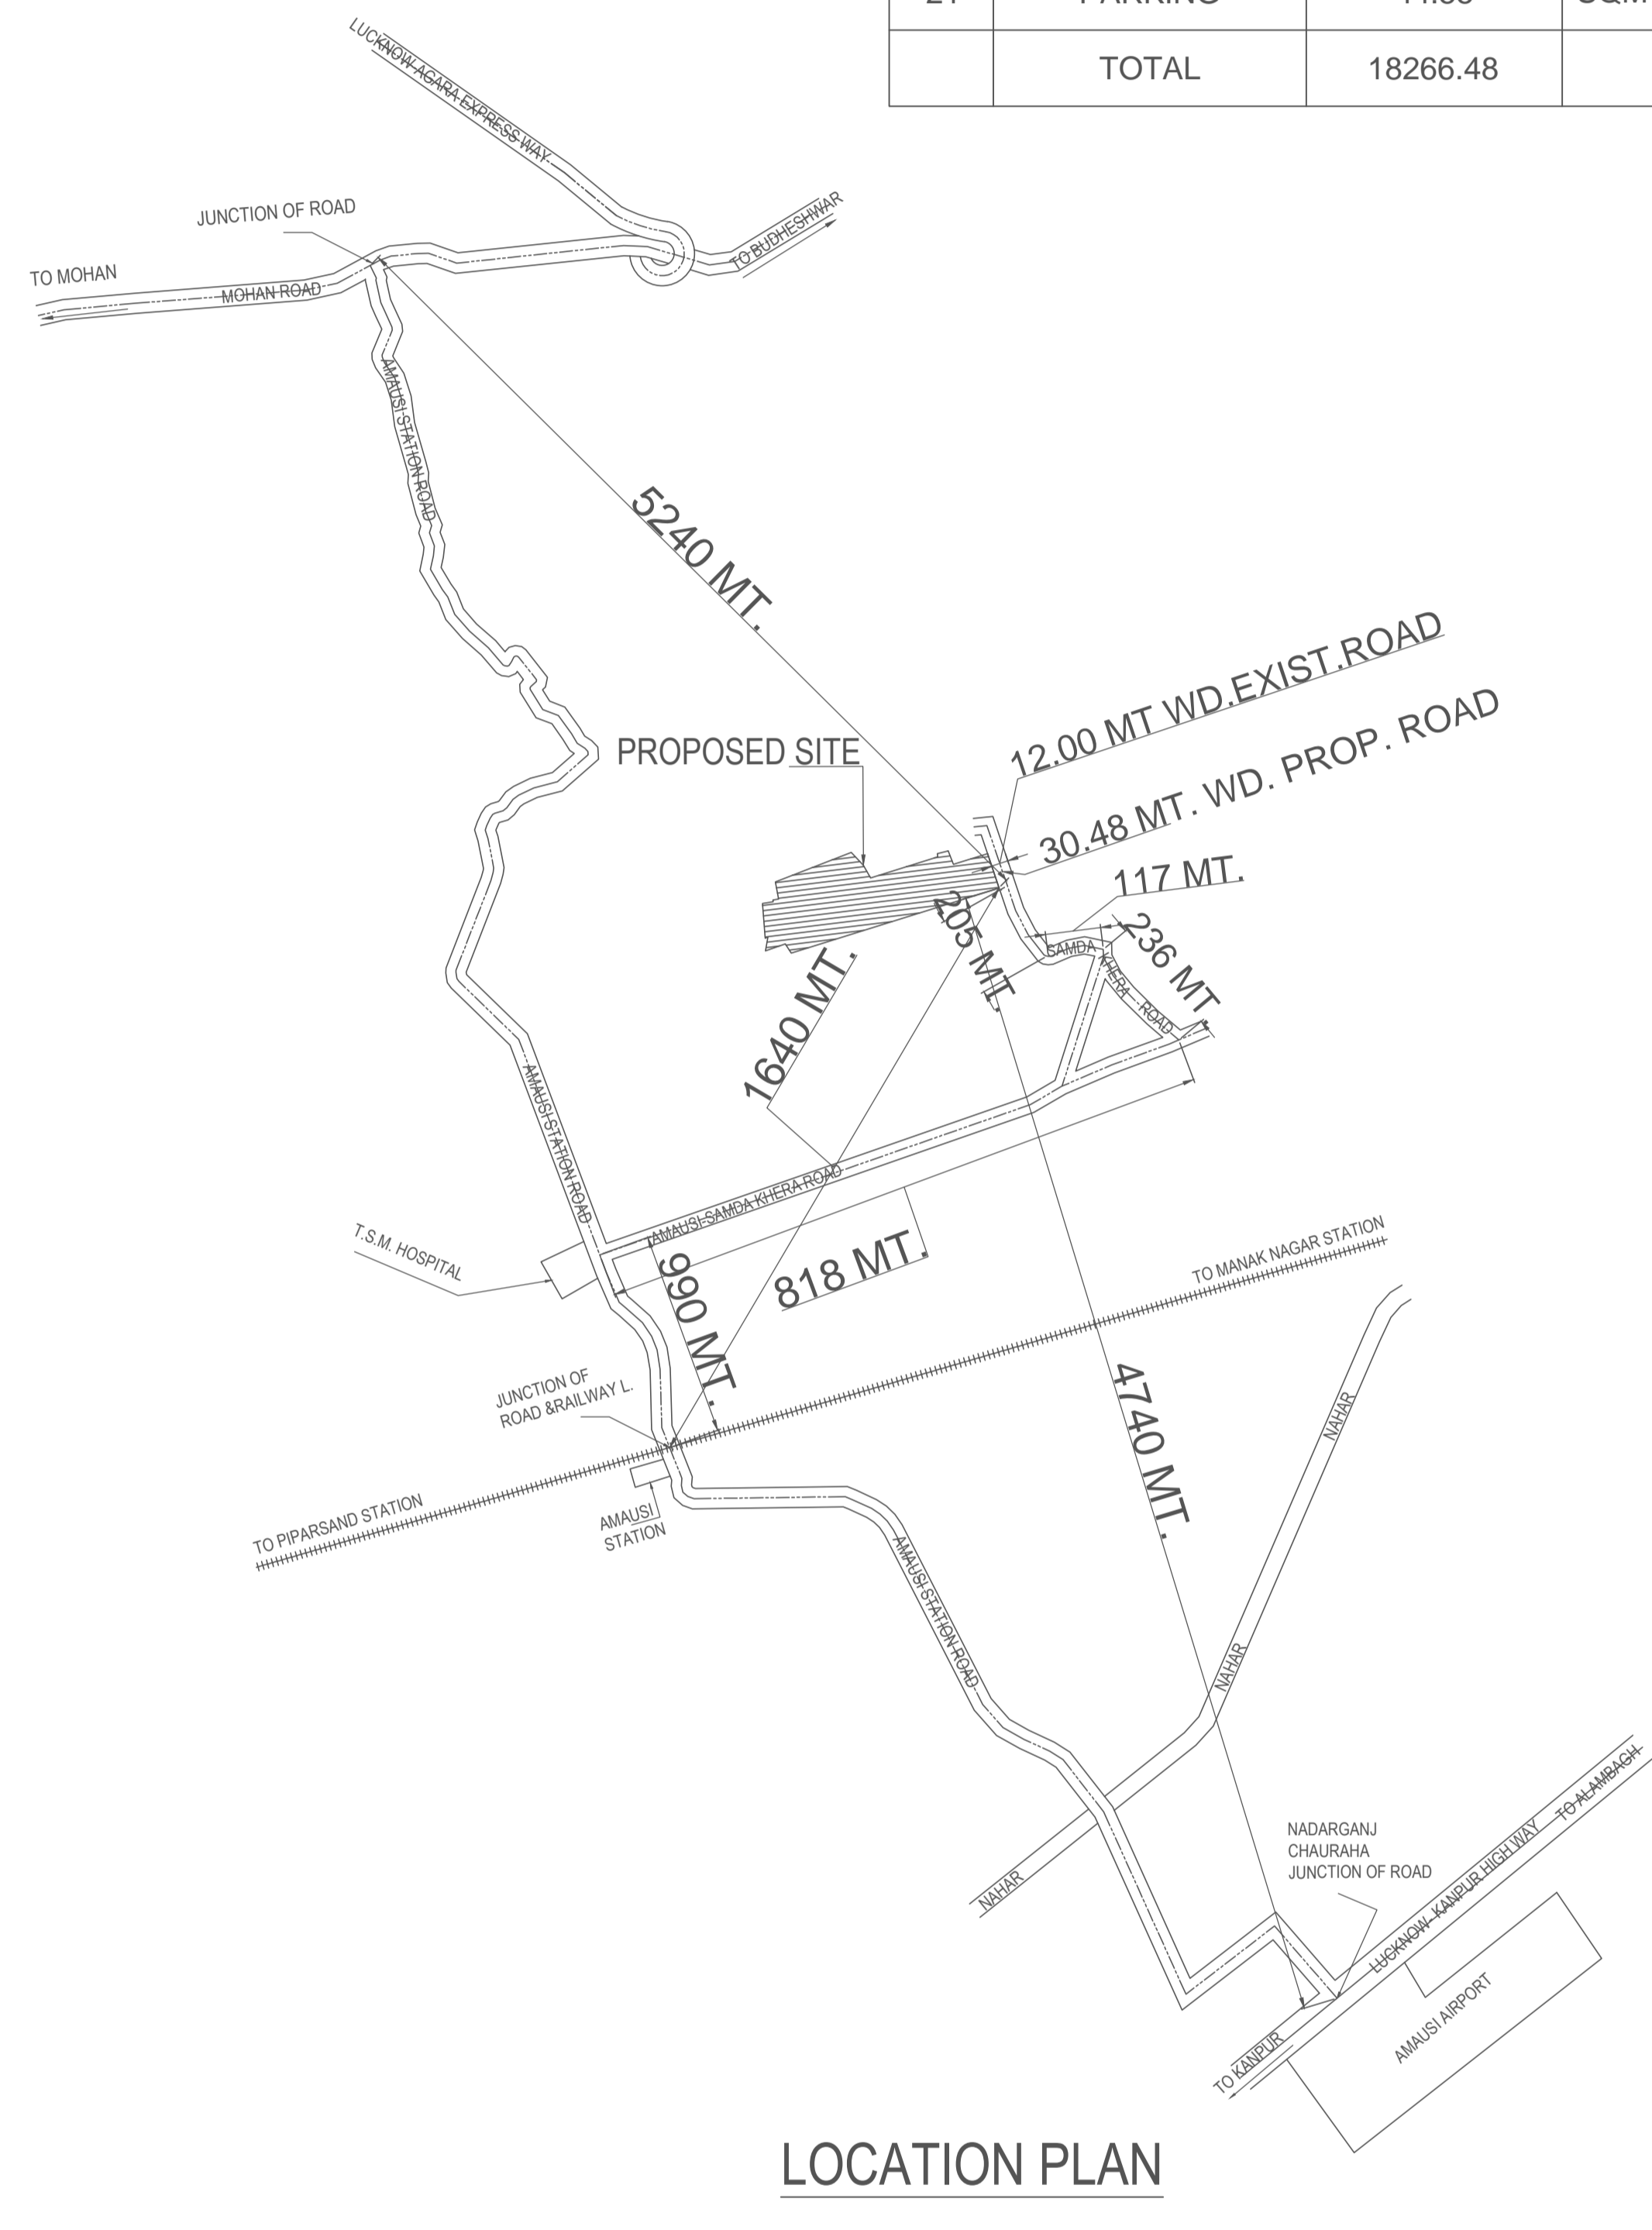 PARKING
TOTAL 18266.48
LUCKNOW AGARA EXPRESS WAY
JUNCTION OF ROAD
TO BUDHESHWAR
TO MOHAN
MOHAN ROAD
AMAUSI STATION ROAD
5240 MT.
12.00 MT WD.EXIST.ROAD
30.48 MT. WD. PROP. ROAD
PROPOSED SITE
117 MT.
205 MT.
236 MT.
SAMDA
KHERA
ROAD
1640 MT.
AMAUSI STATION ROAD
AMAUSI-SAMDA KHERA ROAD
T.S.M. HOSPITAL
818 MT.
990 MT.
TO MANAK NAGAR STATION
JUNCTION OF
ROAD &RAILWAY L.
4740 MT.
NAHAR
TO PIPARSAND STATION
AMAUSI
STATION
AMAUSI STATION ROAD
NAHAR
NAHAR
NADARGANJ
CHAURAHA
JUNCTION OF ROAD
TO ALAMBAGH
LUCKNOW- KANPUR HIGH WAY
AMAUSI AIRPORT
TO KANPUR
LOCATION PLAN